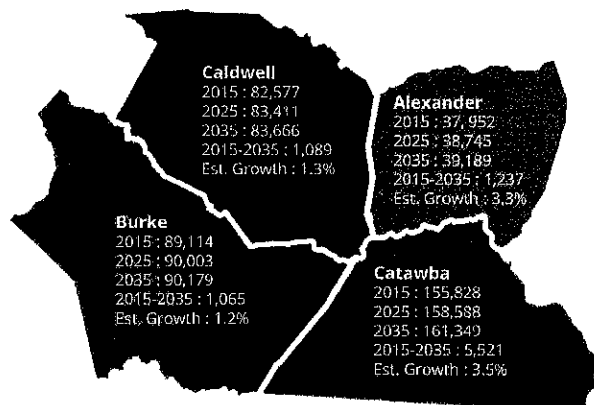 Caldwell
2015 : 82,577
2025 : 83,411
2035 : 83,666
2015-2035 : 1,089
Est. Growth : 1.3%
Alexander
2015 : 37,952
2025 : 38,745
2035 : 39,189
2015-2035 : 1,237
Est. Growth : 3.3%
Burke
2015 : 89,114
2025 : 90,003
2035 : 90,179
2015-2035 : 1,065
Est. Growth : 1.2%
Catawba
2015 : 155,828
2025 : 158,588
2035 : 161,349
2015-2035 : 5,521
Est. Growth : 3.5%